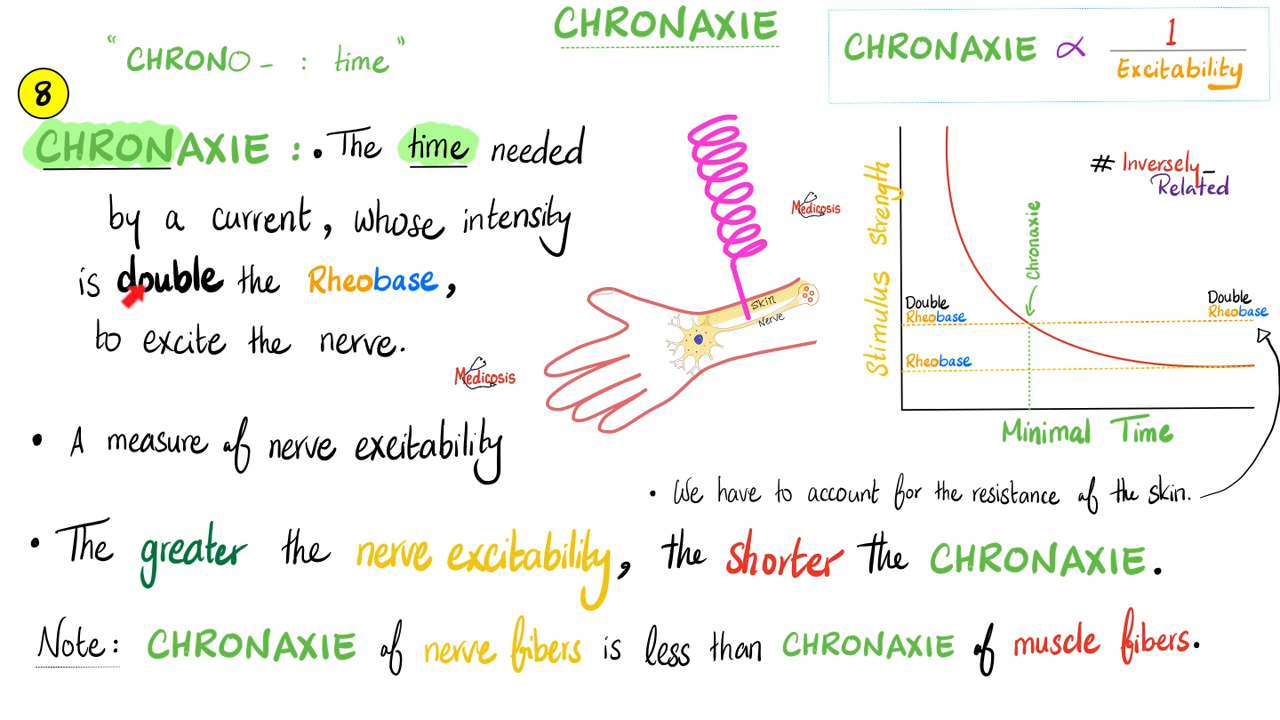 CHRONAXIE
"CHRONO- : time"
CHRONAXIE ∝ 1
Excitability
8
CHRONAXIE : • The time needed
by a current, whose intensity
is double the Rheobase,
to excite the nerve.
Medicosis
Medicosis
skin
Nerve
Stimulus Strength
# Inversely_
Related
Chronaxie
Double
Rheobase
Double
Rheobase
Rheobase
Minimal Time
• A measure of nerve excitability
• We have to account for the resistance of the skin.
• The greater the nerve excitability, the shorter the CHRONAXIE.
Note: CHRONAXIE of nerve fibers is less than CHRONAXIE of muscle fibers.